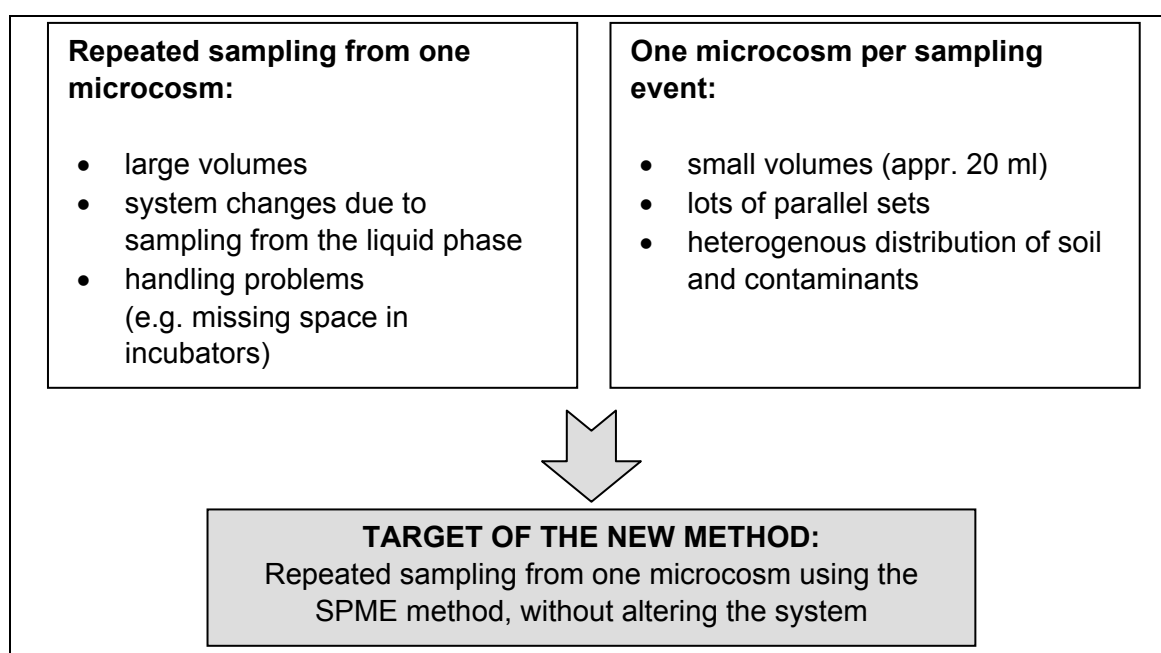 Repeated sampling from one
microcosm:
• large volumes
• system changes due to
sampling from the liquid phase
• handling problems
(e.g. missing space in
incubators)
One microcosm per sampling
event:
• small volumes (appr. 20 ml)
• lots of parallel sets
• heterogenous distribution of soil
and contaminants
TARGET OF THE NEW METHOD:
Repeated sampling from one microcosm using the
SPME method, without altering the system